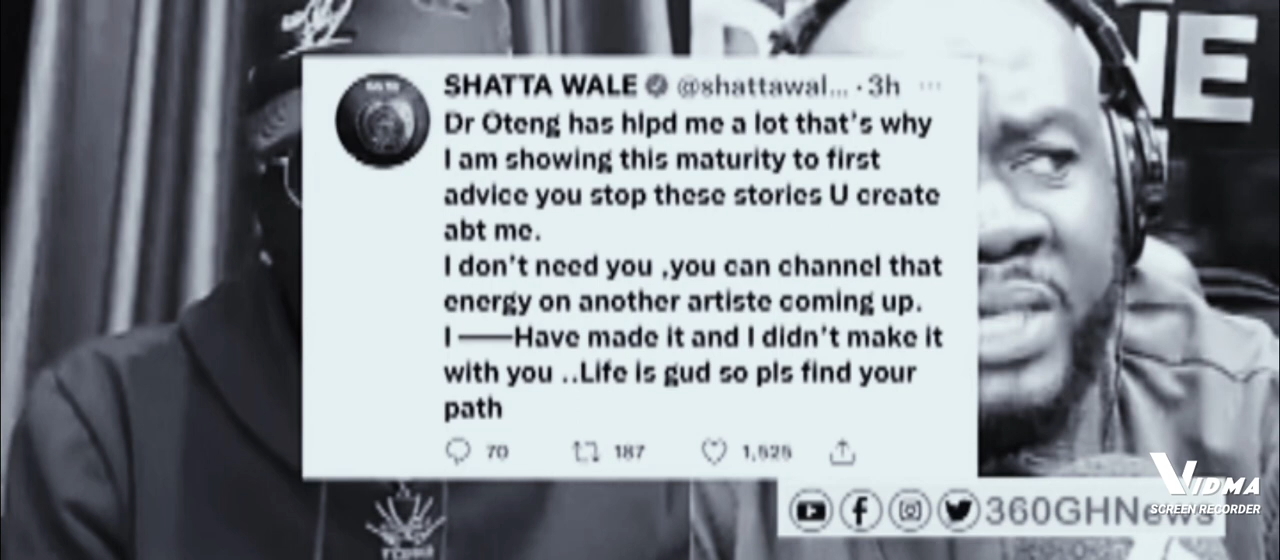 SHATTA WALE @shattawal... · 3h ...
Dr Oteng has hlpd me a lot that's why
I am showing this maturity to first
advice you stop these stories U create
abt me.
I don't need you ,you can channel that
energy on another artiste coming up.
I ——Have made it and I didn't make it
with you ..Life is gud so pls find your
path
70 187 1,525
NE
VIDMA
SCREEN RECORDER
360GHNews